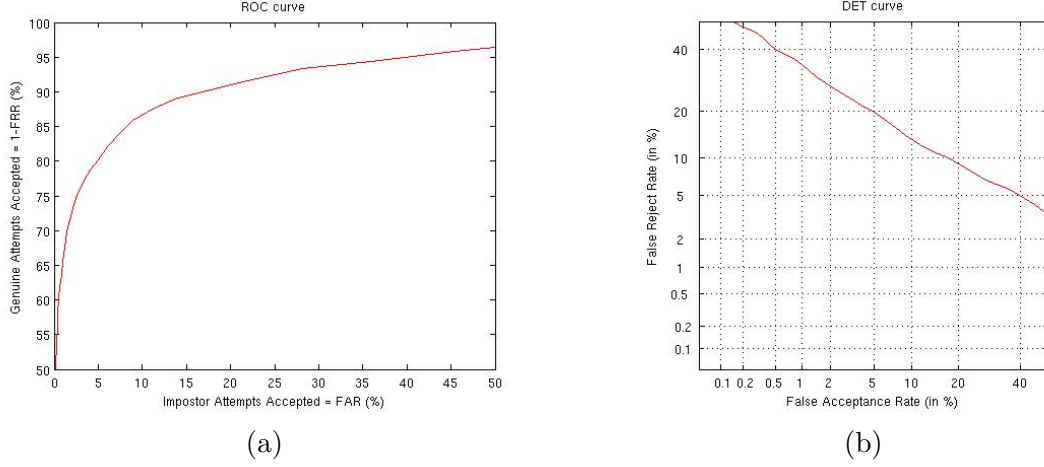 ROC curve
Genuine Attempts Accepted = 1-FRR (%)
100
95
90
85
80
75
70
65
60
55
50
0 5 10 15 20 25 30 35 40 45 50
Impostor Attempts Accepted = FAR (%)
(a)
DET curve
False Reject Rate (in %)
40
20
10
5
2
1
0.5
0.2
0.1
0.1 0.2 0.5 1 2 5 10 20 40
False Acceptance Rate (in %)
(b)